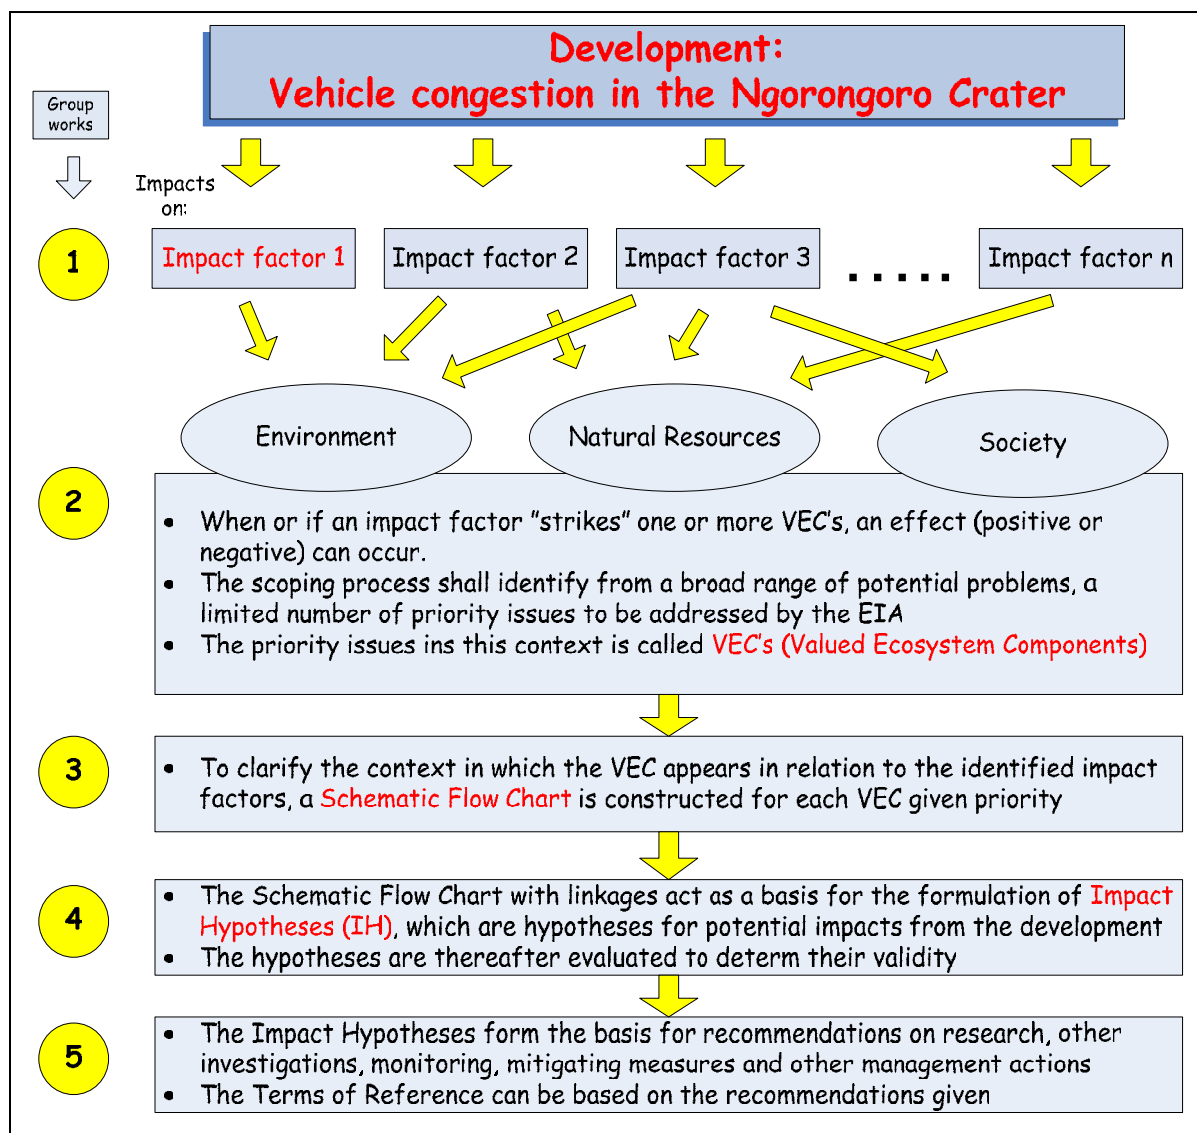 Development:
Vehicle congestion in the Ngorongoro Crater
Group
works
Impacts
on:
1
Impact factor 1
Impact factor 2
Impact factor 3
.....
Impact factor n
Environment
Natural Resources
Society
2
• When or if an impact factor "strikes" one or more VEC's, an effect (positive or
negative) can occur.
• The scoping process shall identify from a broad range of potential problems, a
limited number of priority issues to be addressed by the EIA
• The priority issues ins this context is called VEC's (Valued Ecosystem Components)
3
• To clarify the context in which the VEC appears in relation to the identified impact
factors, a Schematic Flow Chart is constructed for each VEC given priority
4
• The Schematic Flow Chart with linkages act as a basis for the formulation of Impact
Hypotheses (IH), which are hypotheses for potential impacts from the development
• The hypotheses are thereafter evaluated to determ their validity
5
• The Impact Hypotheses form the basis for recommendations on research, other
investigations, monitoring, mitigating measures and other management actions
• The Terms of Reference can be based on the recommendations given